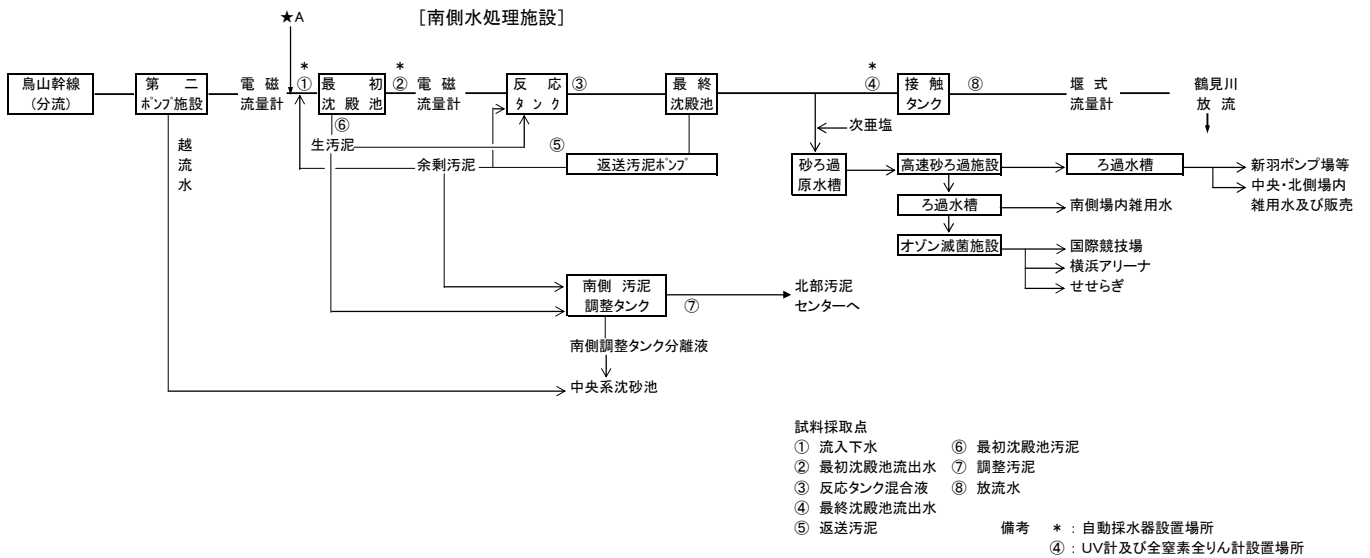 ★A
［南側水処理施設］
鳥山幹線
（分流）
第二
ﾎﾟﾝﾌﾟ施設
電磁
流量計
*
①
最初
沈殿池
*
②
電磁
流量計
反応
タンク
③
最終
沈殿池
*
④
接触
タンク
⑧
堰式
流量計
鶴見川
放流
⑥
生汚泥
越流水
余剰汚泥
⑤
返送汚泥ﾎﾟﾝﾌﾟ
次亜塩
砂ろ過
原水槽
高速砂ろ過施設
ろ過水槽
新羽ポンプ場等
中央・北側場内
雑用水及び販売
ろ過水槽
南側場内雑用水
オゾン滅菌施設
国際競技場
横浜アリーナ
せせらぎ
南側 汚泥
調整タンク
⑦
北部汚泥
センターへ
南側調整タンク分離液
中央系沈砂池
試料採取点
① 流入下水 ⑥ 最初沈殿池汚泥
② 最初沈殿池流出水 ⑦ 調整汚泥
③ 反応タンク混合液 ⑧ 放流水
④ 最終沈殿池流出水
⑤ 返送汚泥 備考 * ：自動採水器設置場所
④ ：UV計及び全窒素全りん計設置場所